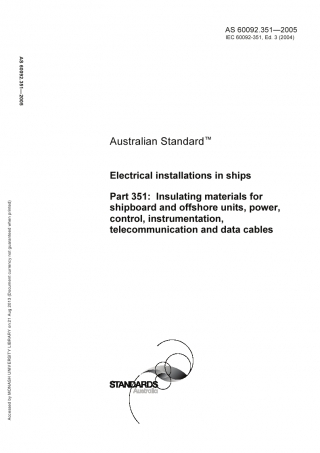 AS 60092.351—2005
IEC 60092-351, Ed. 3 (2004)
AS 60092.351—2005
Australian Standard™
Electrical installations in ships
Part 351: Insulating materials for
shipboard and offshore units, power,
control, instrumentation,
telecommunication and data cables
Accessed by MONASH UNIVERSITY LIBRARY on 21 Aug 2010 (Document currency not guaranteed when printed)
STANDARDS
Australia